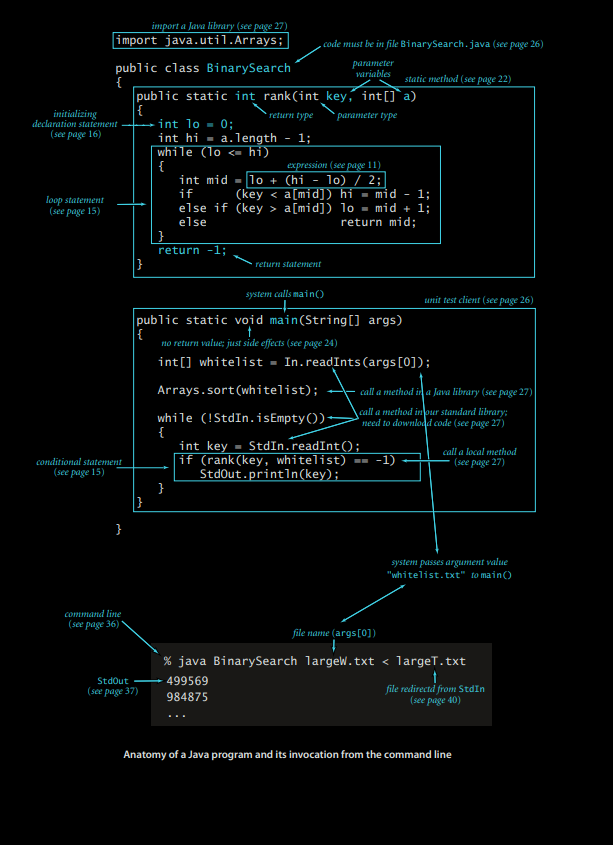 import a Java library (see page 27)
import java.util.Arrays;
code must be in file BinarySearch.java (see page 26)
public class BinarySearch
{
parameter
variables
static method (see page 22)
public static int rank(int key, int[] a)
{
return type
parameter type
initializing
declaration statement
(see page 16)
int lo = 0;
int hi = a.length - 1;
while (lo <= hi)
{
expression (see page 11)
int mid = lo + (hi - lo) / 2;
if (key < a[mid]) hi = mid - 1;
else if (key > a[mid]) lo = mid + 1;
else return mid;
}
loop statement
(see page 15)
return -1;
return statement
}
system calls main()
unit test client (see page 26)
public static void main(String[] args)
{
no return value; just side effects (see page 24)
int[] whitelist = In.readInts(args[0]);
Arrays.sort(whitelist);
call a method in a Java library (see page 27)
while (!StdIn.isEmpty())
call a method in our standard library;
need to download code (see page 27)
{
int key = StdIn.readInt();
if (rank(key, whitelist) == -1)
StdOut.println(key);
call a local method
(see page 27)
conditional statement
(see page 15)
}
}
}
system passes argument value
"whitelist.txt" to main()
command line
(see page 36)
file name (args[0])
% java BinarySearch largeW.txt < largeT.txt
StdOut
(see page 37)
499569
984875
...
file redirectd from StdIn
(see page 40)
Anatomy of a Java program and its invocation from the command line